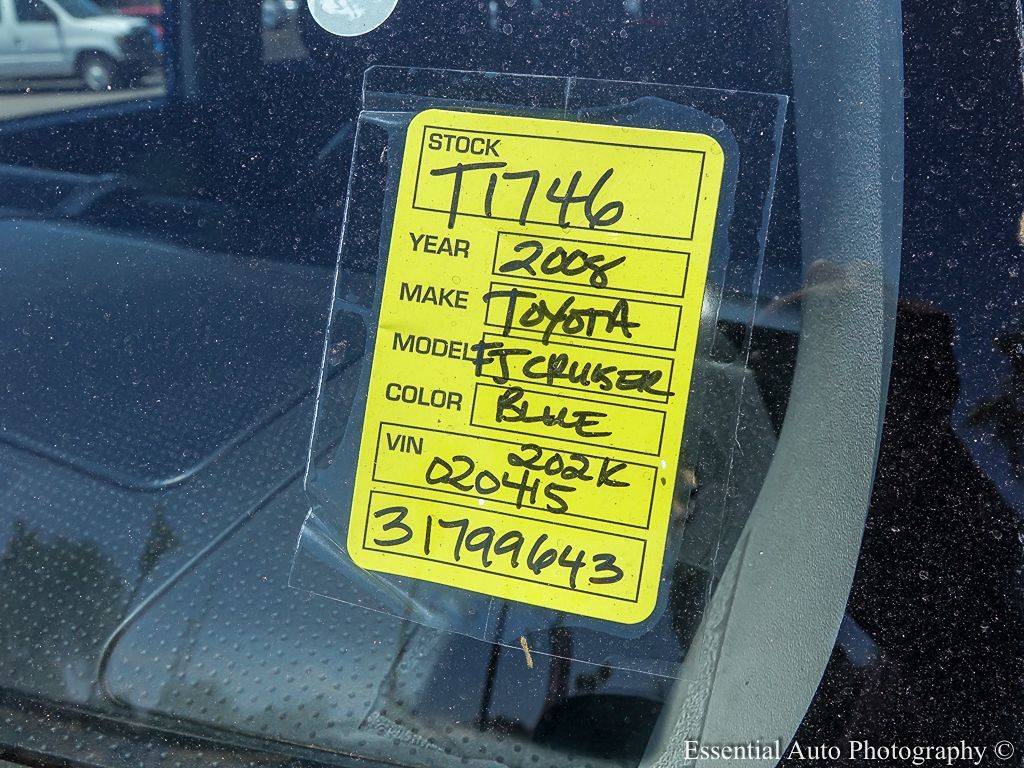 STOCK
T1746
YEAR 2008
MAKE TOYOTA
MODEL FJ CRUISER
COLOR BLUE
VIN 202K
020415
31799643
Essential Auto Photography ©